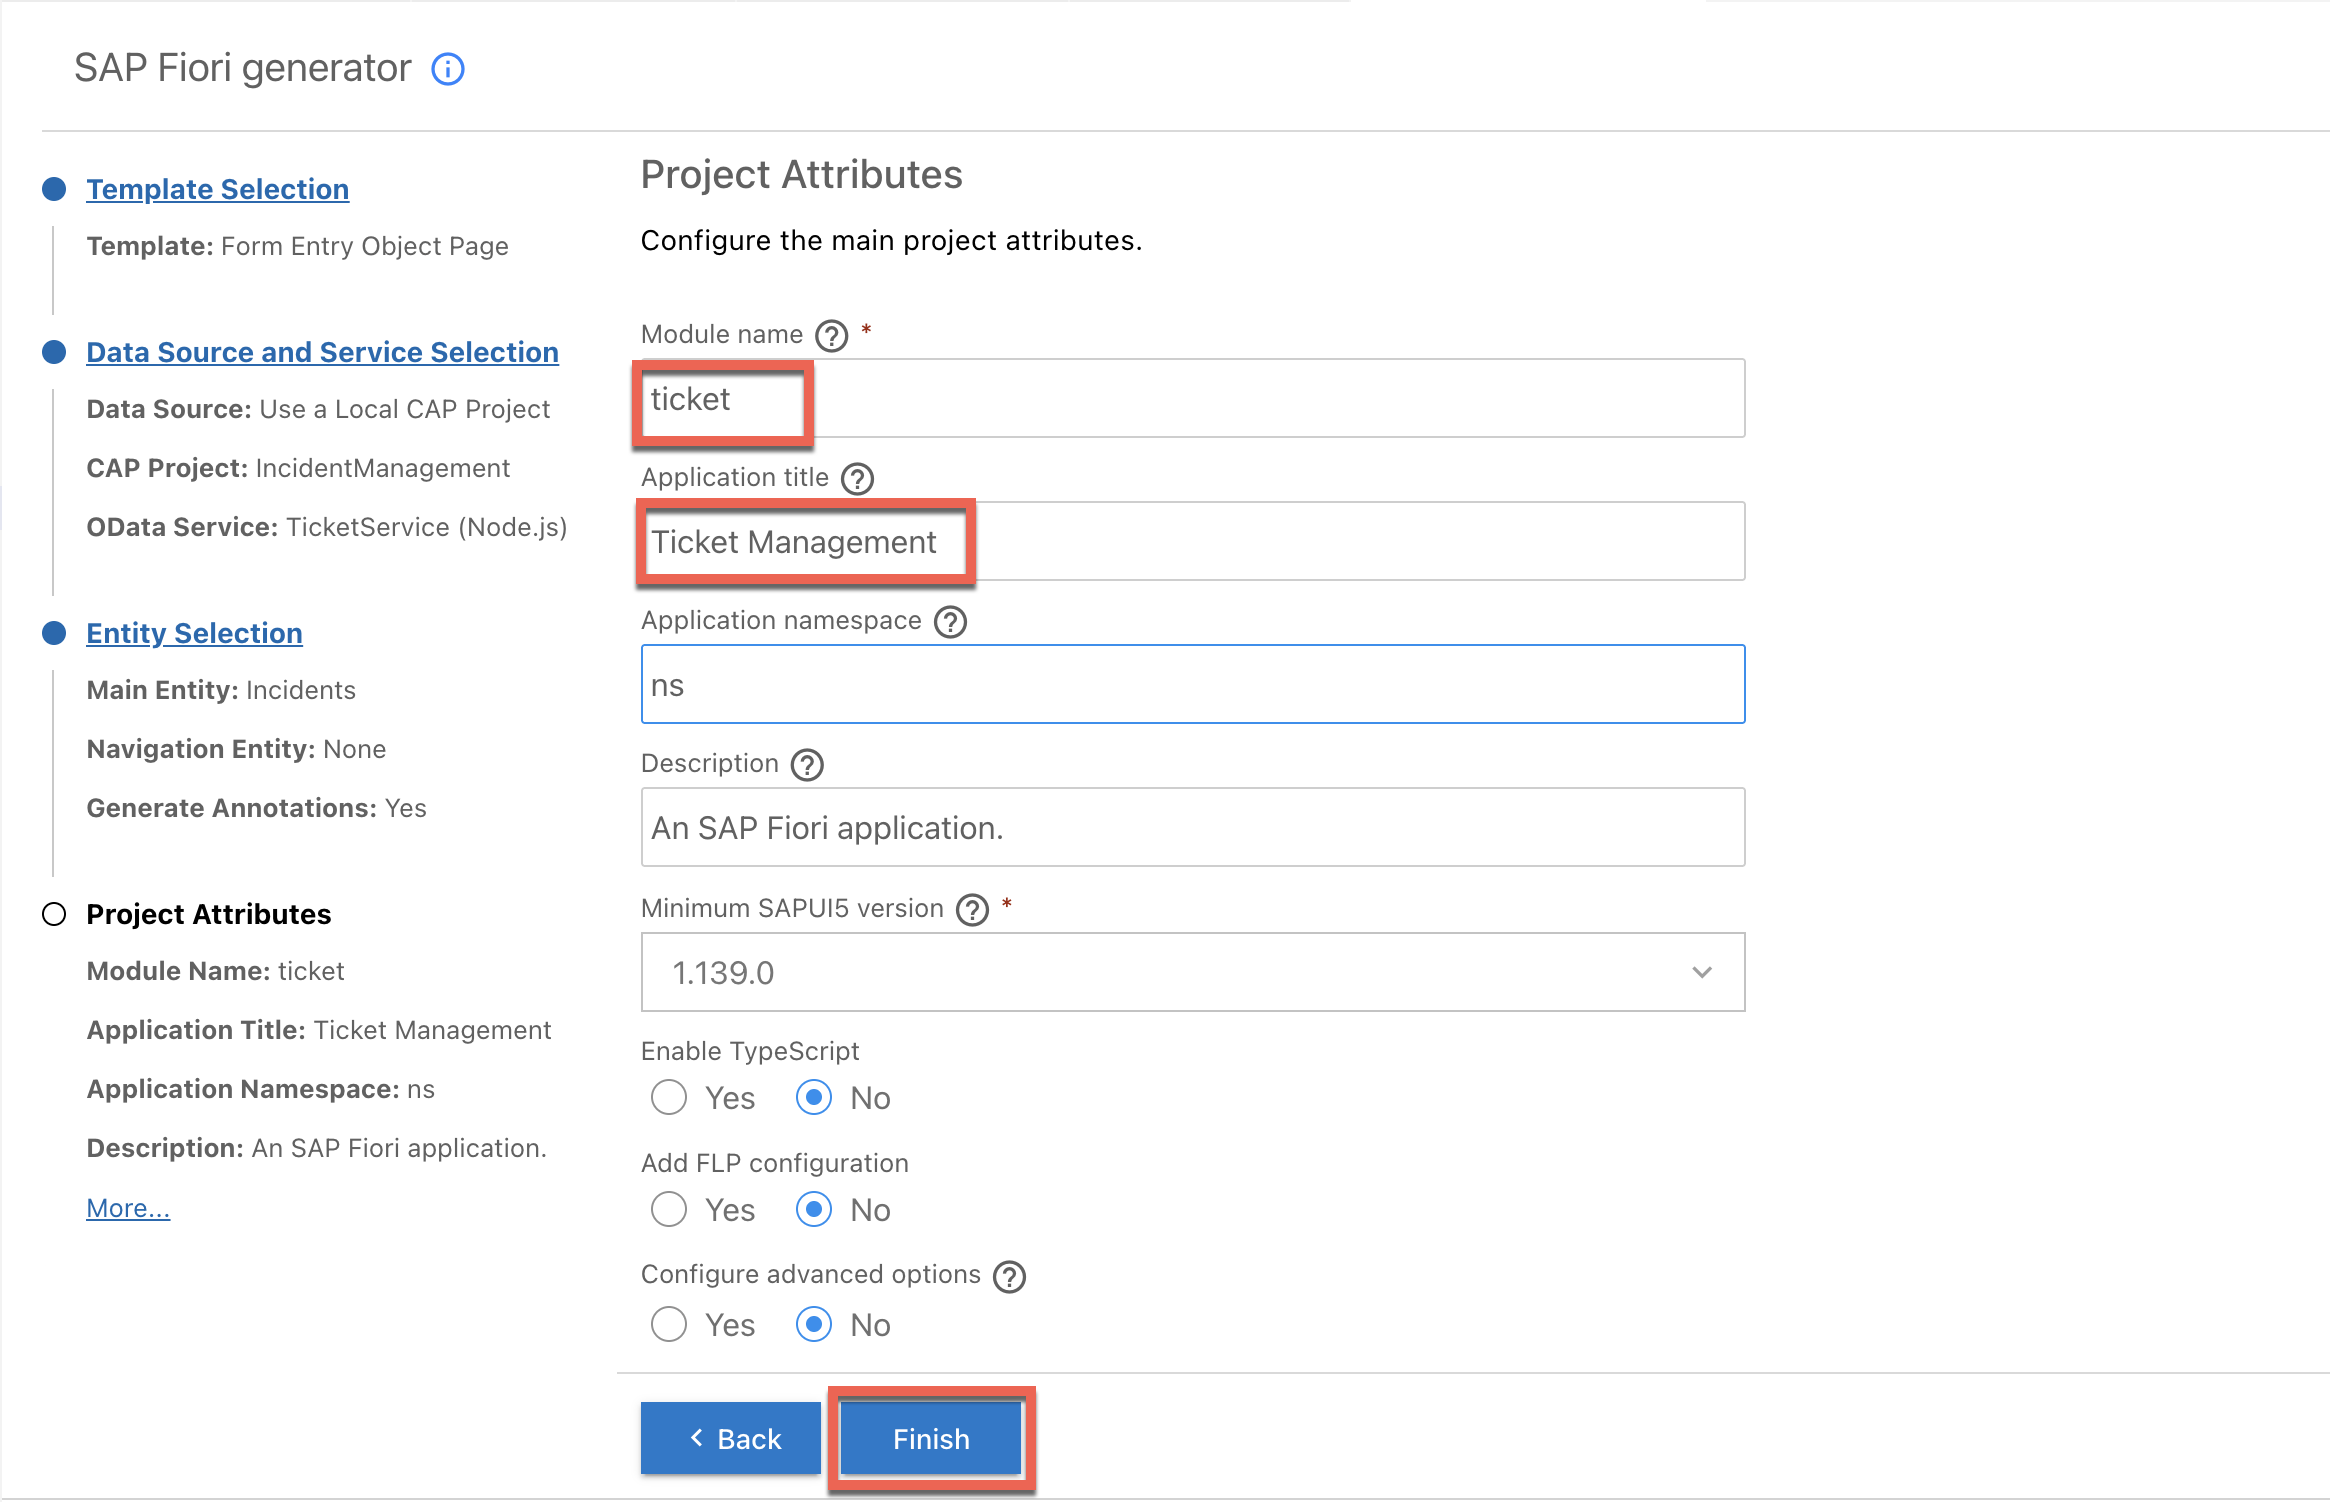 SAP Fiori generator
Template Selection
Template: Form Entry Object Page
Data Source and Service Selection
Data Source: Use a Local CAP Project
CAP Project: IncidentManagement
OData Service: TicketService (Node.js)
Entity Selection
Main Entity: Incidents
Navigation Entity: None
Generate Annotations: Yes
Project Attributes
Module Name: ticket
Application Title: Ticket Management
Application Namespace: ns
Description: An SAP Fiori application.
More...
Project Attributes
Configure the main project attributes.
Module name ? *
ticket
Application title ?
Ticket Management
Application namespace ?
ns
Description ?
An SAP Fiori application.
Minimum SAPUI5 version ? *
1.139.0
Enable TypeScript
Yes No
Add FLP configuration
Yes No
Configure advanced options ?
Yes No
< Back Finish